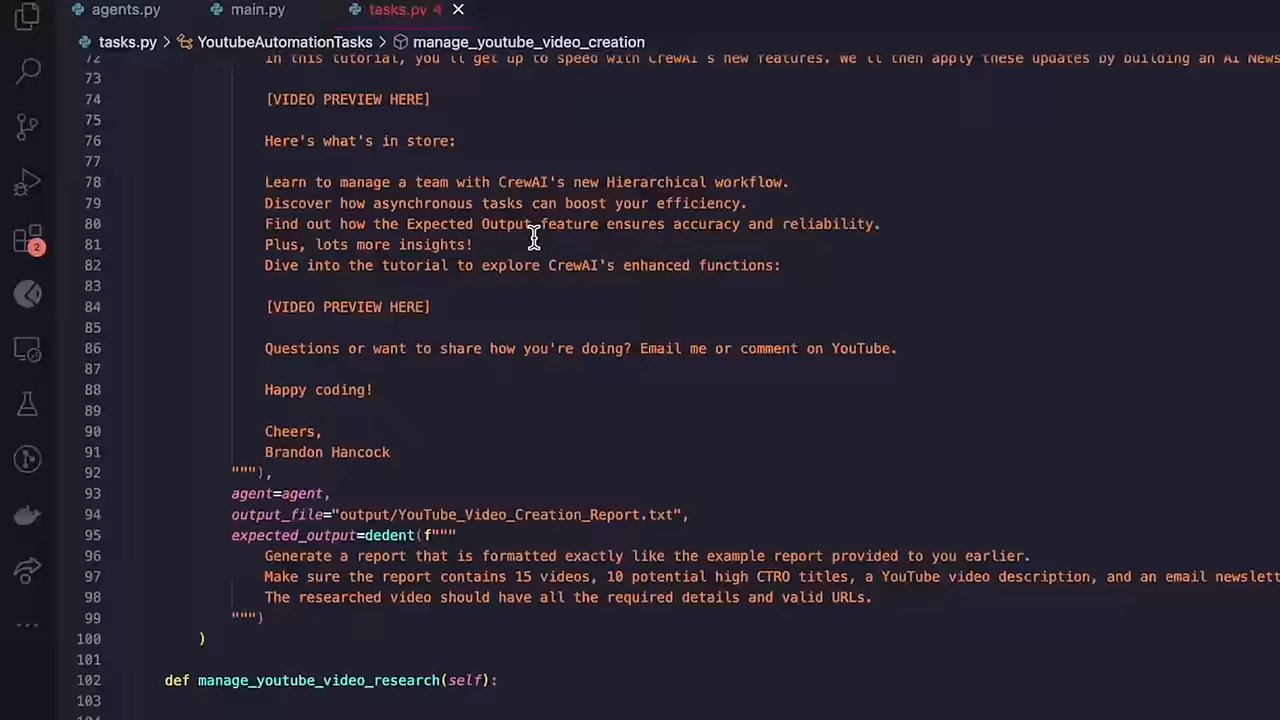 agents.py main.py tasks.py 4
tasks.py > YoutubeAutomationTasks > manage_youtube_video_creation
72 In this tutorial, you'll get up to speed with CrewAI's new features. We'll then apply these updates by building an AI News
73
74 [VIDEO PREVIEW HERE]
75
76 Here's what's in store:
77
78 Learn to manage a team with CrewAI's new Hierarchical workflow.
79 Discover how asynchronous tasks can boost your efficiency.
80 Find out how the Expected Output feature ensures accuracy and reliability.
2
81 Plus, lots more insights!
82 Dive into the tutorial to explore CrewAI's enhanced functions:
83
84 [VIDEO PREVIEW HERE]
85
86 Questions or want to share how you're doing? Email me or comment on YouTube.
87
88 Happy coding!
89
90 Cheers,
91 Brandon Hancock
92 """),
93 agent=agent,
94 output_file="output/YouTube_Video_Creation_Report.txt",
95 expected_output=dedent(f"""
96 Generate a report that is formatted exactly like the example report provided to you earlier.
97 Make sure the report contains 15 videos, 10 potential high CTRO titles, a YouTube video description, and an email newslett
98 The researched video should have all the required details and valid URLs.
99 """)
100 )
101
102 def manage_youtube_video_research(self):
103